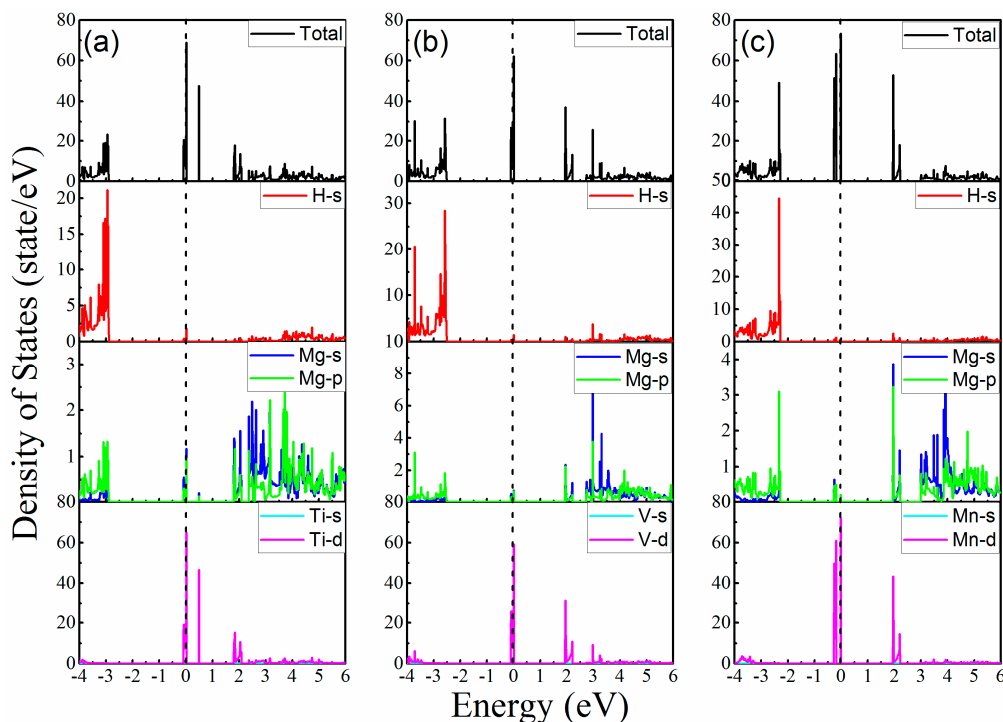 Density of States (state/eV)
(a)
Total
80
60
40
20
0
H-s
20
15
10
5
0
Mg-s
Mg-p
3
2
1
80
Ti-s
Ti-d
60
40
20
0
-4 -3 -2 -1 0 1 2 3 4 5 6
(b)
Total
80
60
40
20
0
H-s
30
20
10
Mg-s
Mg-p
8
6
4
2
80
V-s
V-d
60
40
20
0
-4 -3 -2 -1 0 1 2 3 4 5 6
(c)
Total
80
60
40
20
50
H-s
40
30
20
10
0
Mg-s
Mg-p
4
3
2
1
80
Mn-s
Mn-d
60
40
20
0
-4 -3 -2 -1 0 1 2 3 4 5 6
Energy (eV)